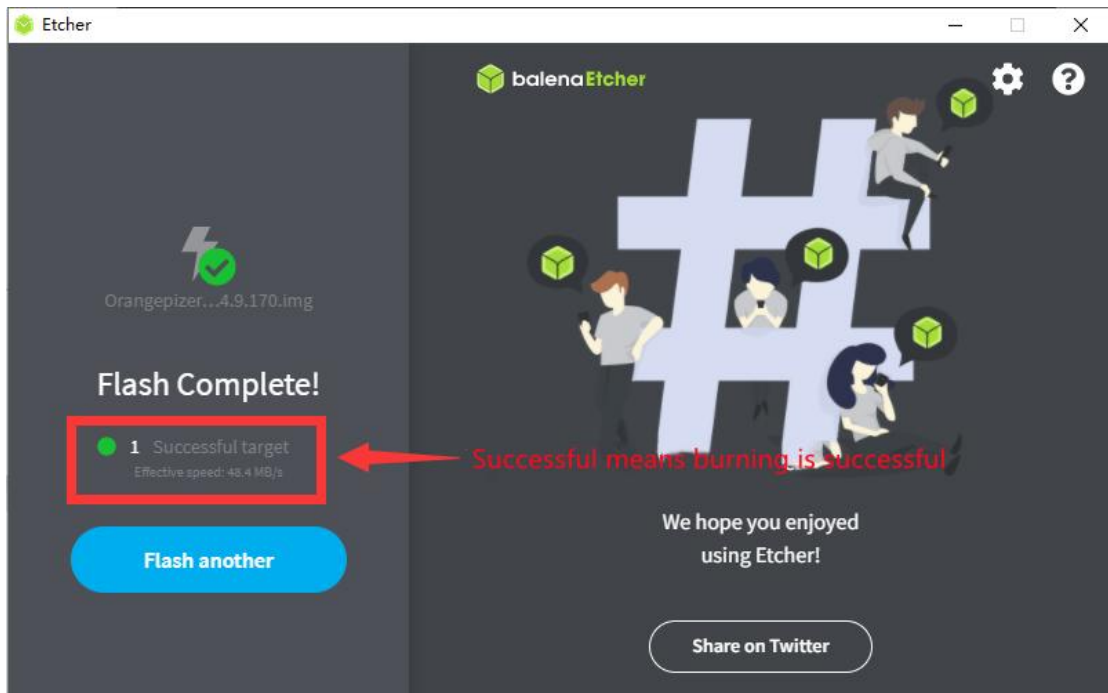 Etcher
balenaEtcher
Orangepizer...4.9.170.img
Flash Complete!
1 Successful target
Effective speed: 48.4 MB/s
Successful means burning is successful
Flash another
We hope you enjoyed
using Etcher!
Share on Twitter